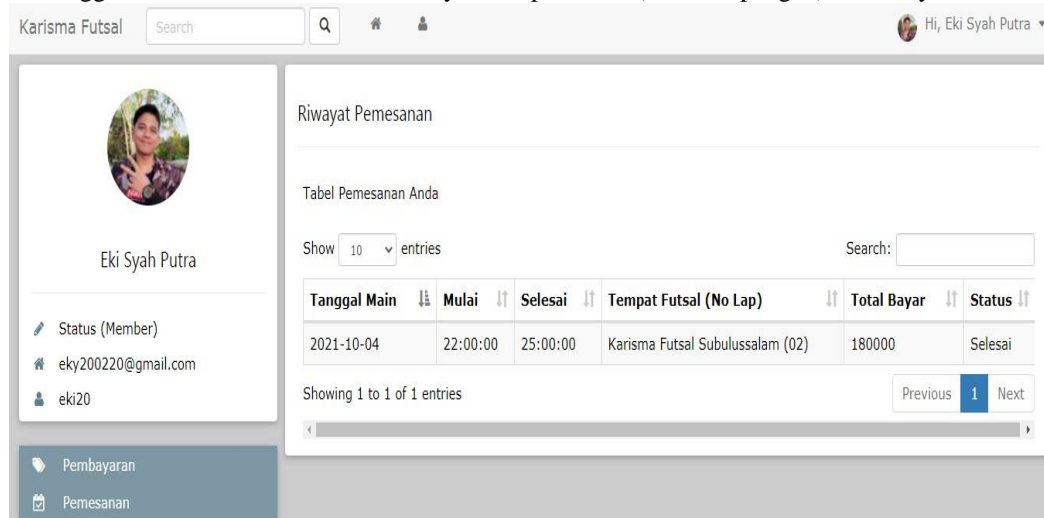 Karisma Futsal Search Hi, Eki Syah Putra
Eki Syah Putra
Status (Member)
eky200220@gmail.com
eki20
Pembayaran
Pemesanan
Riwayat Pemesanan
Tabel Pemesanan Anda
Show 10 entries Search:
Tanggal Main Mulai Selesai Tempat Futsal (No Lap) Total Bayar Status
2021-10-04 22:00:00 25:00:00 Karisma Futsal Subulussalam (02) 180000 Selesai
Showing 1 to 1 of 1 entries Previous 1 Next